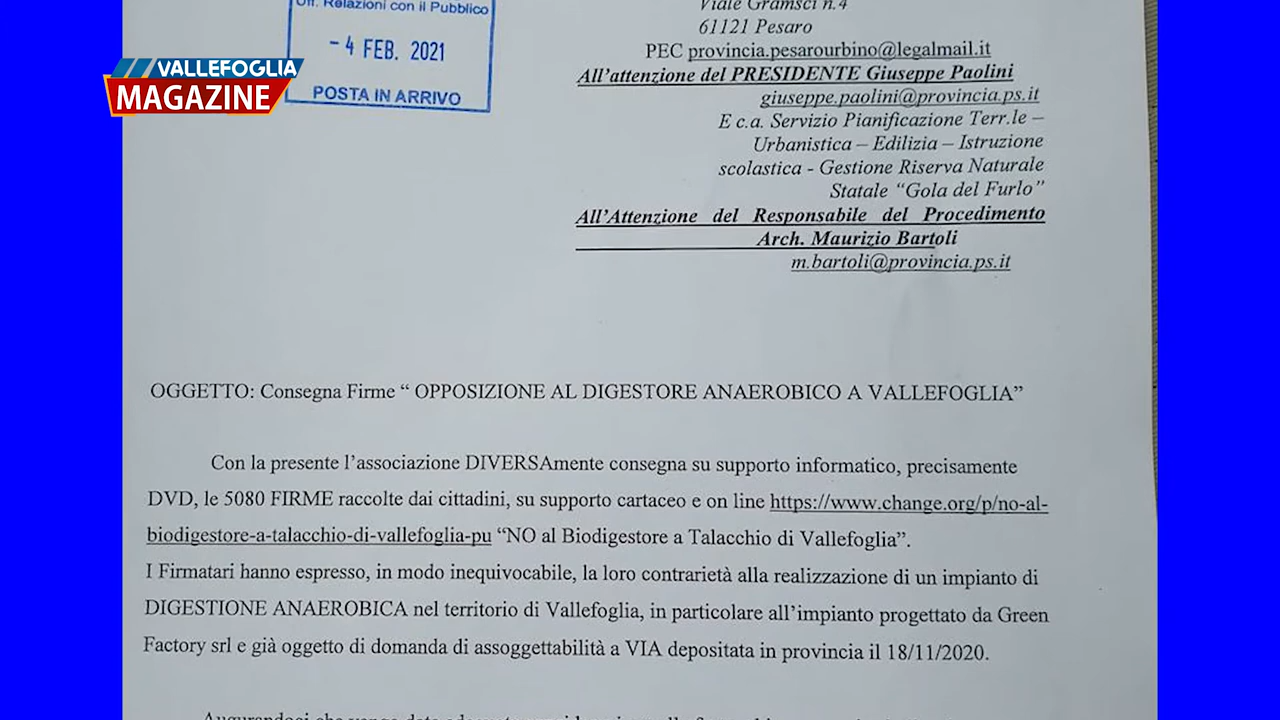 Uff. Relazioni con il Pubblico
- 4 FEB. 2021
POSTA IN ARRIVO
VALLEFOGLIA
MAGAZINE
Viale Gramsci n.4
61121 Pesaro
PEC provincia.pesarourbino@legalmail.it
All'attenzione del PRESIDENTE Giuseppe Paolini
giuseppe.paolini@provincia.ps.it
E c.a. Servizio Pianificazione Terr.le –
Urbanistica – Edilizia – Istruzione
scolastica - Gestione Riserva Naturale
Statale “Gola del Furlo”
All'Attenzione del Responsabile del Procedimento
Arch. Maurizio Bartoli
m.bartoli@provincia.ps.it
OGGETTO: Consegna Firme “ OPPOSIZIONE AL DIGESTORE ANAEROBICO A VALLEFOGLIA”
Con la presente l'associazione DIVERSAmente consegna su supporto informatico, precisamente
DVD, le 5080 FIRME raccolte dai cittadini, su supporto cartaceo e on line https://www.change.org/p/no-al-
biodigestore-a-talacchio-di-vallefoglia-pu “NO al Biodigestore a Talacchio di Vallefoglia”.
I Firmatari hanno espresso, in modo inequivocabile, la loro contrarietà alla realizzazione di un impianto di
DIGESTIONE ANAEROBICA nel territorio di Vallefoglia, in particolare all'impianto progettato da Green
Factory srl e già oggetto di domanda di assoggettabilità a VIA depositata in provincia il 18/11/2020.
Augurandoci che venga data